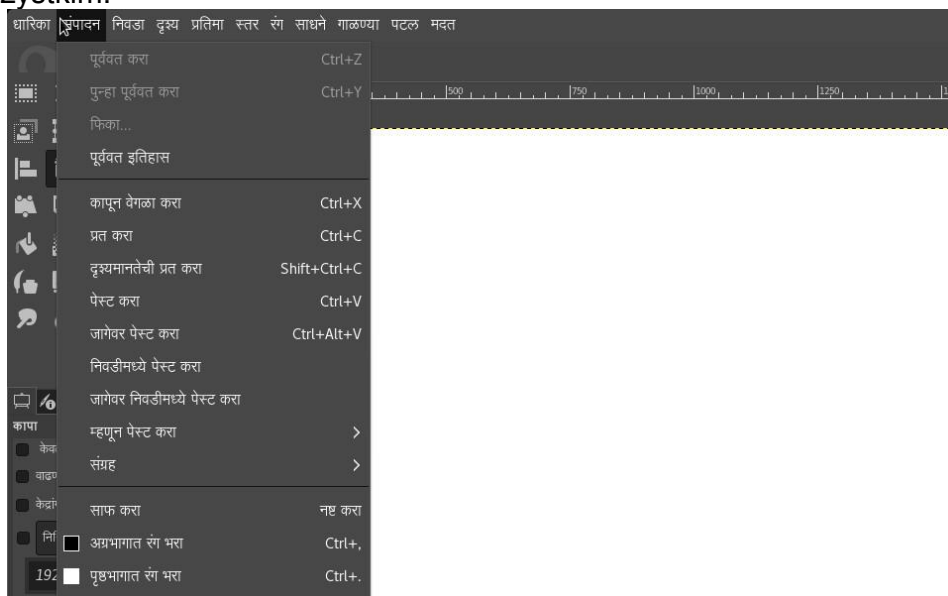 धारिका संपादन निवडा दृश्य प्रतिमा स्तर रंग साधने गाळण्या पटल मदत
पूर्ववत करा Ctrl+Z
पुन्हा पूर्ववत करा Ctrl+Y
500 750 1000 1250
फिका...
पूर्ववत इतिहास
कापून वेगळा करा Ctrl+X
प्रत करा Ctrl+C
दृश्यमानतेची प्रत करा Shift+Ctrl+C
पेस्ट करा Ctrl+V
जागेवर पेस्ट करा Ctrl+Alt+V
निवडीमध्ये पेस्ट करा
जागेवर निवडीमध्ये पेस्ट करा
कापा
म्हणून पेस्ट करा >
संग्रह >
साफ करा नष्ट करा
अग्रभागात रंग भरा Ctrl+,
192
पृष्ठभागात रंग भरा Ctrl+.